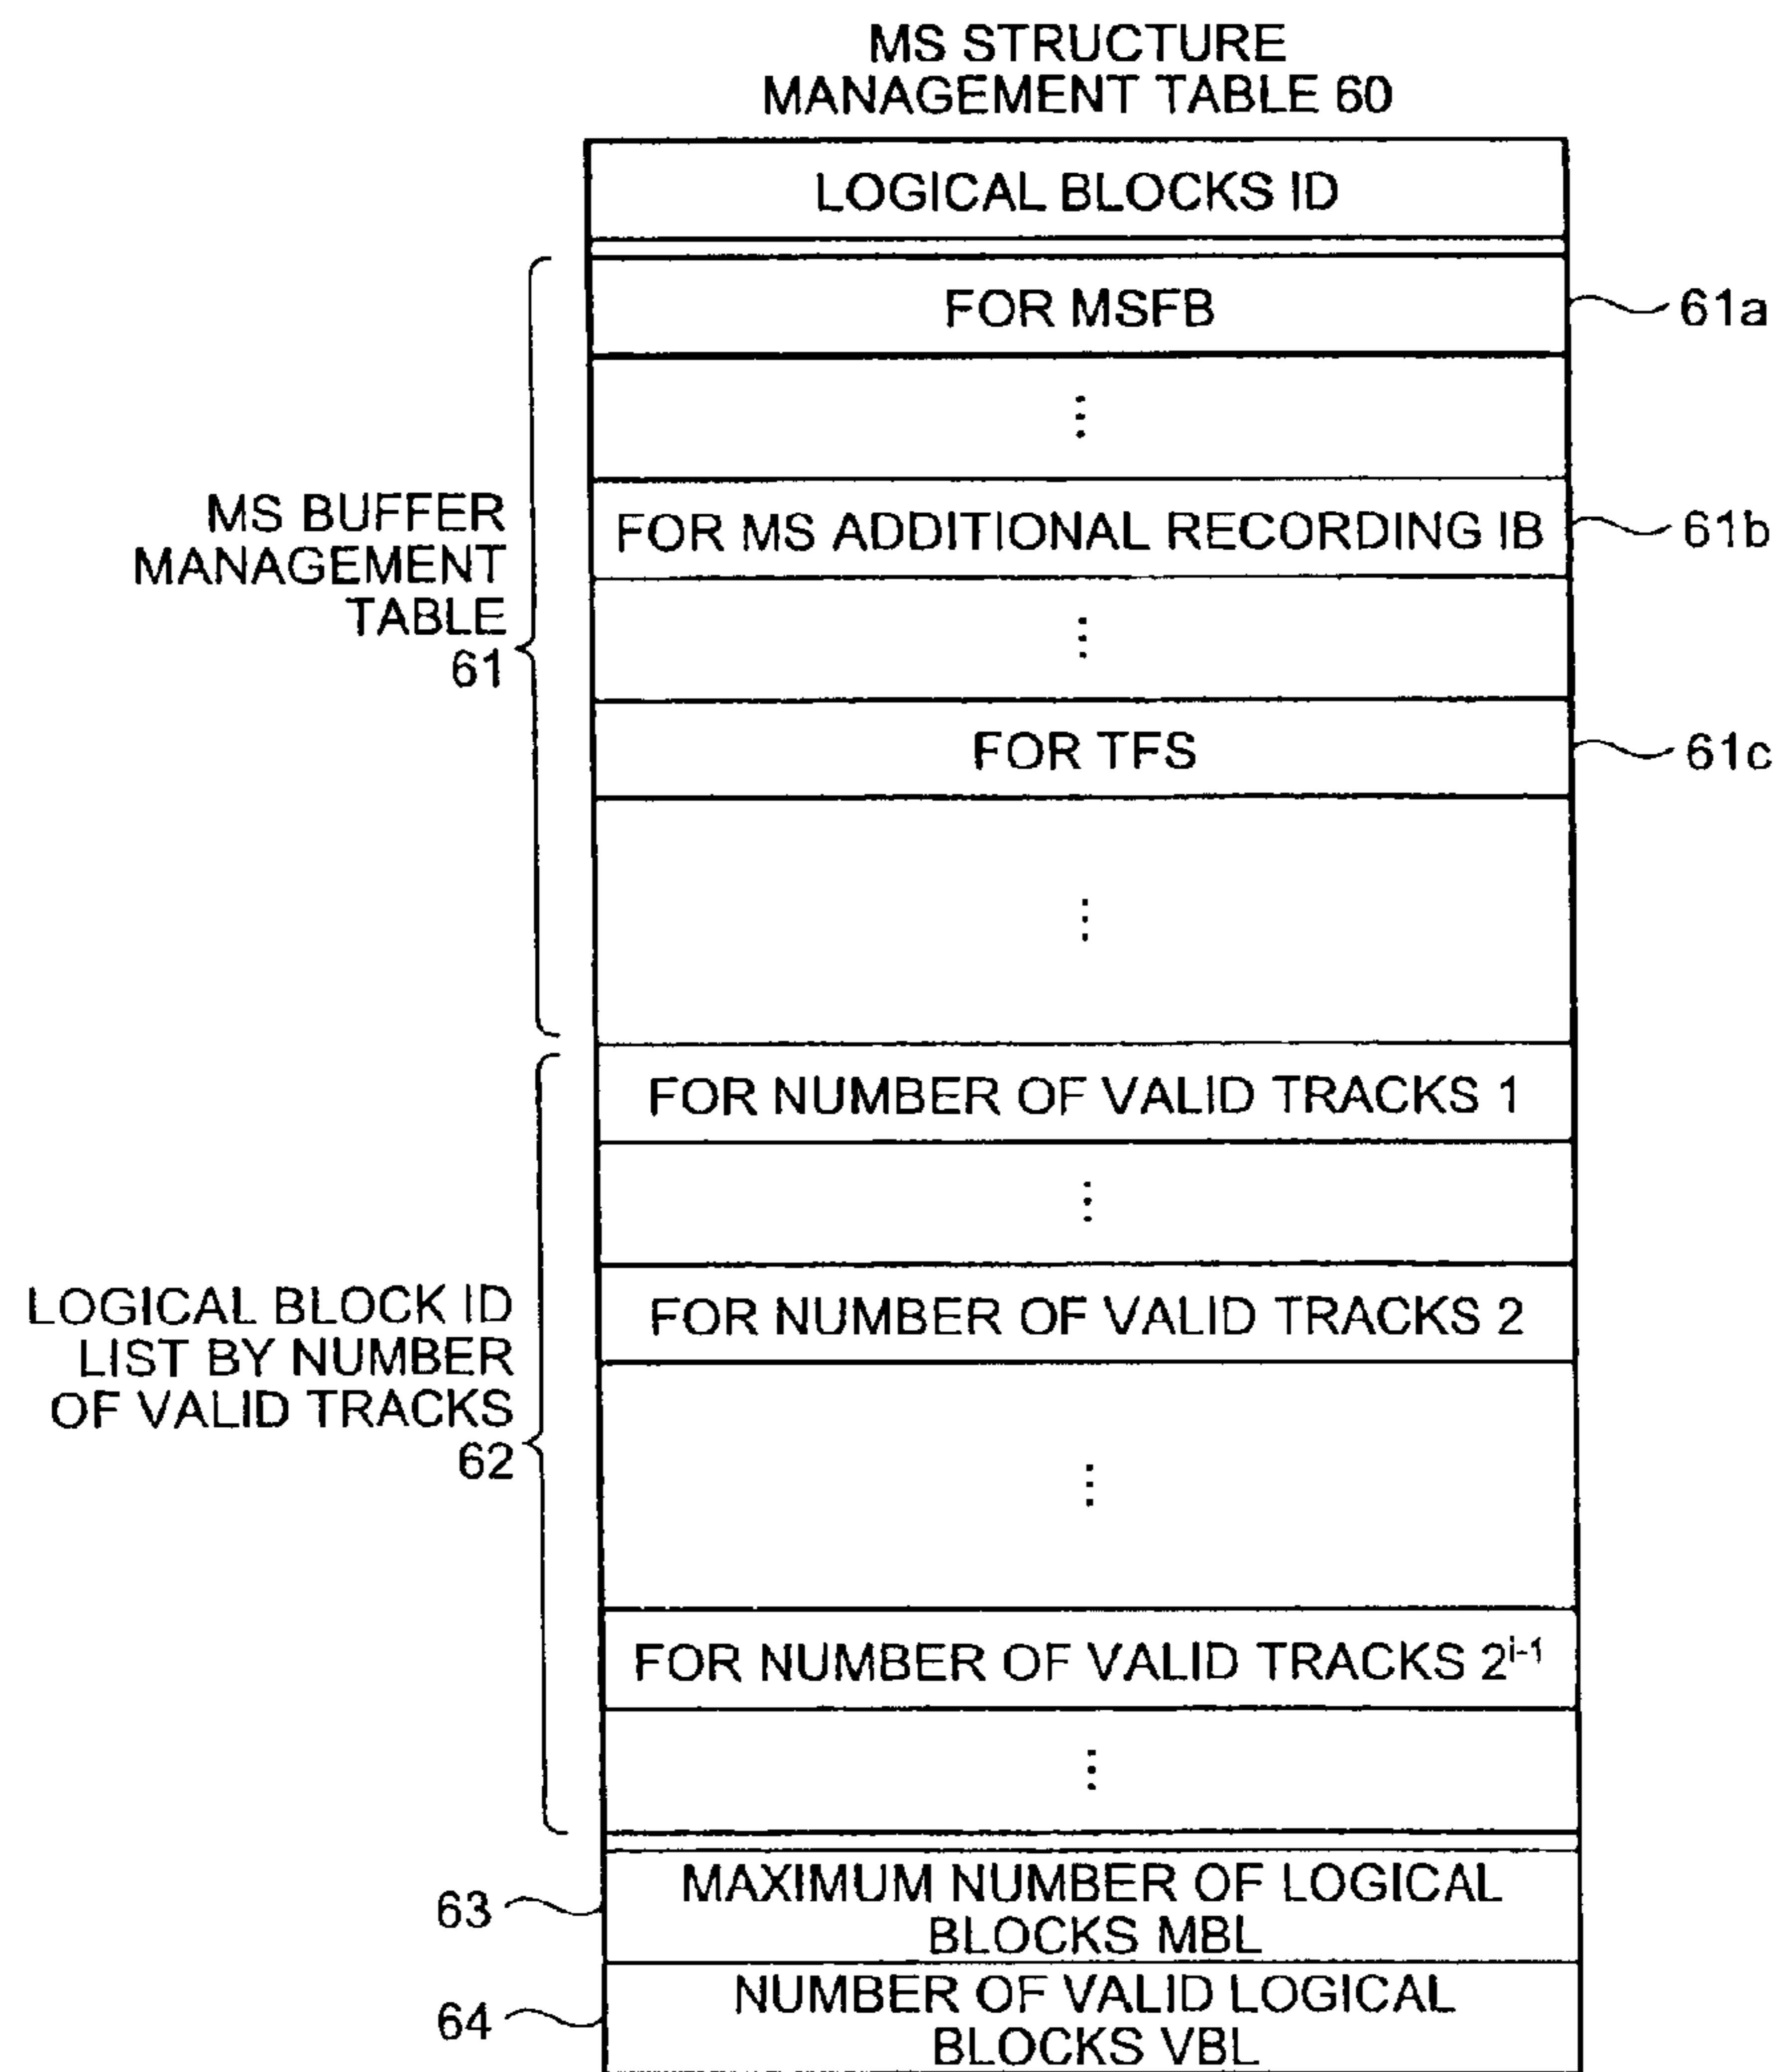 MS STRUCTURE
MANAGEMENT TABLE 60
LOGICAL BLOCKS ID
FOR MSFB
61a
⋮
MS BUFFER
MANAGEMENT
TABLE
61
FOR MS ADDITIONAL RECORDING IB
61b
⋮
FOR TFS
61c
⋮
FOR NUMBER OF VALID TRACKS 1
⋮
LOGICAL BLOCK ID
LIST BY NUMBER
OF VALID TRACKS
62
FOR NUMBER OF VALID TRACKS 2
⋮
FOR NUMBER OF VALID TRACKS 2^{i-1}
⋮
63
MAXIMUM NUMBER OF LOGICAL
BLOCKS MBL
64
NUMBER OF VALID LOGICAL
BLOCKS VBL